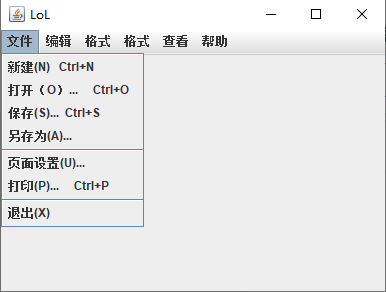 LoL
文件 编辑 格式 格式 查看 帮助
新建(N) Ctrl+N
打开（O）... Ctrl+O
保存(S)... Ctrl+S
另存为(A)...
页面设置(U)...
打印(P)... Ctrl+P
退出(X)